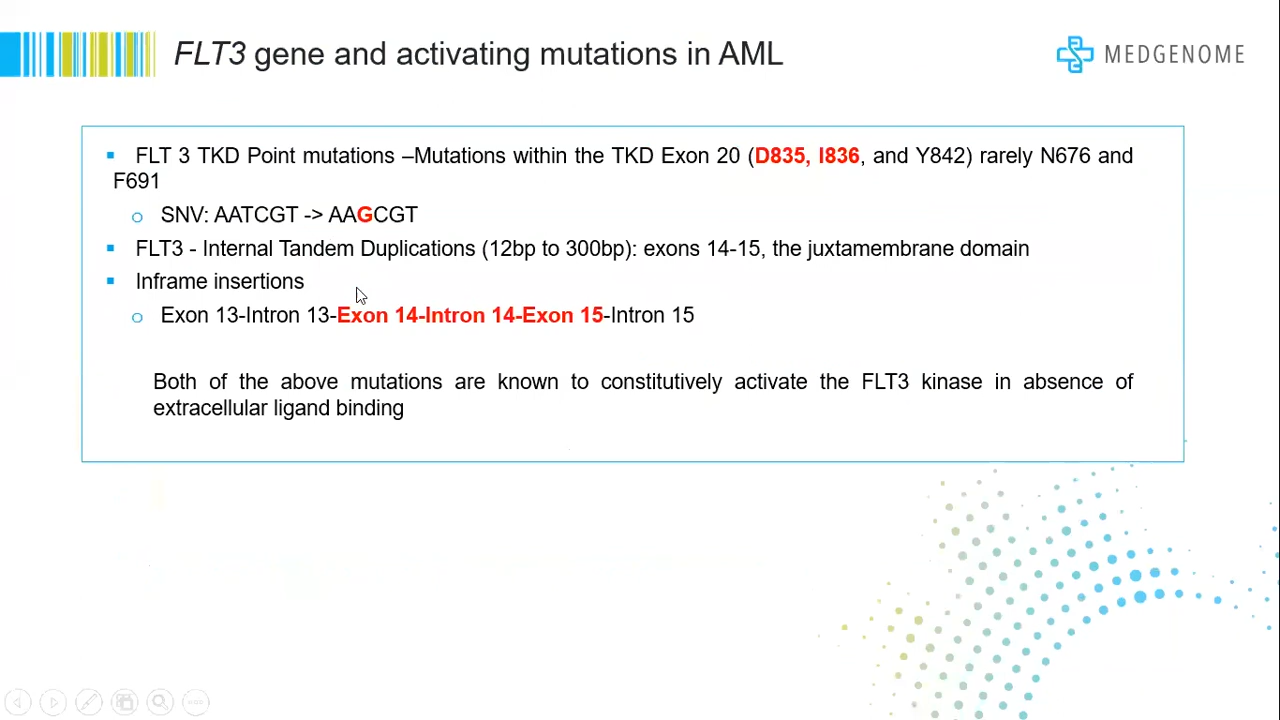 FLT3 gene and activating mutations in AML
MEDGENOME
▪ FLT 3 TKD Point mutations –Mutations within the TKD Exon 20 (D835, I836, and Y842) rarely N676 and
F691
o SNV: AATCGT -> AAGCGT
▪ FLT3 - Internal Tandem Duplications (12bp to 300bp): exons 14-15, the juxtamembrane domain
▪ Inframe insertions
o Exon 13-Intron 13-Exon 14-Intron 14-Exon 15-Intron 15
Both of the above mutations are known to constitutively activate the FLT3 kinase in absence of
extracellular ligand binding